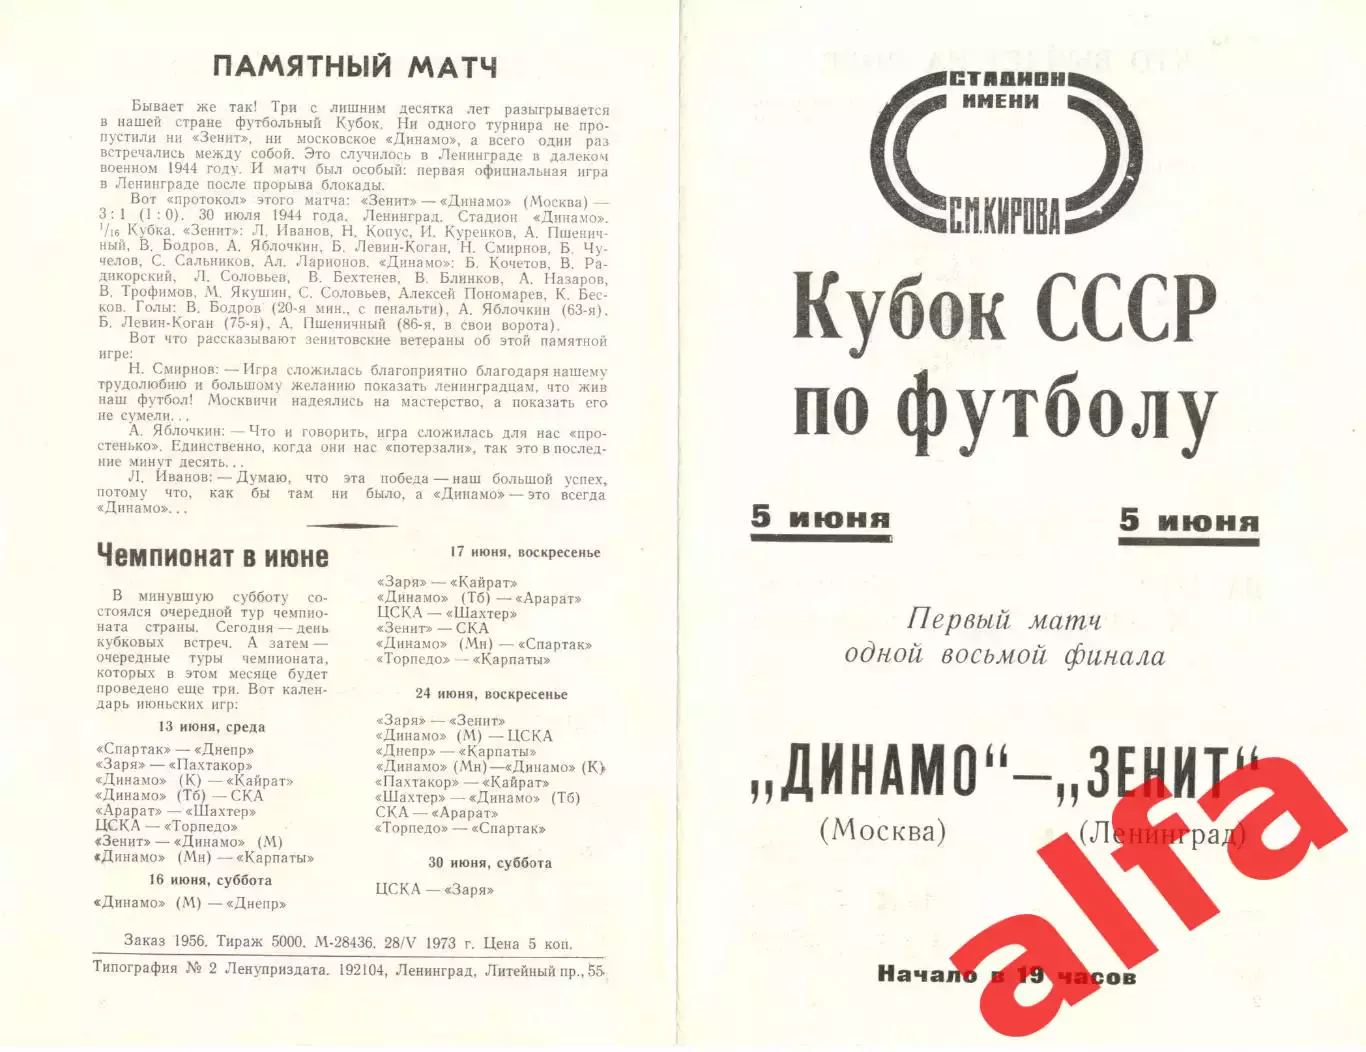 ПАМЯТНЫЙ МАТЧ
Бывает же так! Три с лишним десятка лет разыгрывается
в нашей стране футбольный Кубок. Ни одного турнира не про-
пустили ни «Зенит», ни московское «Динамо», а всего один раз
встречались между собой. Это случилось в Ленинграде в далеком
военном 1944 году. И матч был особый: первая официальная игра
в Ленинграде после прорыва блокады.
Вот «протокол» этого матча: «Зенит» — «Динамо» (Москва) —
3:1 (1:0). 30 июля 1944 года. Ленинград. Стадион «Динамо».
1/16 Кубка. «Зенит»: Л. Иванов, Н. Копус, И. Куренков, А. Пшенич-
ный, В. Бодров, А. Яблочкин, Б. Левин-Коган, Н. Смирнов, Б. Чу-
челов, С. Сальников, Ал. Ларионов. «Динамо»: Б. Кочетов, В. Ра-
дикорский, Л. Соловьев, В. Бехтенев, В. Блинков, А. Назаров,
В. Трофимов, М. Якушин, С. Соловьев, Алексей Пономарев, К. Бес-
ков. Голы: В. Бодров (20-я мин., с пенальти), А. Яблочкин (63-я).
Б. Левин-Коган (75-я), А. Пшеничный (86-я, в свои ворота).
Вот что рассказывают зенитовские ветераны об этой памятной
игре:
Н. Смирнов: — Игра сложилась благоприятно благодаря нашему
трудолюбию и большому желанию показать ленинградцам, что жив
наш футбол! Москвичи надеялись на мастерство, а показать его
не сумели...
А. Яблочкин: — Что и говорить, игра сложилась для нас «про-
стенько». Единственно, когда они нас «потерзали», так это в послед-
ние минут десять...
Л. Иванов: — Думаю, что эта победа — наш большой успех,
потому что, как бы там ни было, а «Динамо» — это всегда
«Динамо»...
Чемпионат в июне
В минувшую субботу со-
стоялся очередной тур чемпио-
ната страны. Сегодня — день
кубковых встреч. А затем —
очередные туры чемпионата,
которых в этом месяце будет
проведено еще три. Вот кален-
дарь июньских игр:
13 июня, среда
«Спартак» — «Днепр»
«Заря» — «Пахтакор»
«Динамо» (К) — «Кайрат»
«Динамо» (Тб) — СКА
«Арарат» — «Шахтер»
ЦСКА — «Торпедо»
«Зенит» — «Динамо» (М)
«Динамо» (Мн) — «Карпаты»
16 июня, суббота
«Динамо» (М) — «Днепр»
17 июня, воскресенье
«Заря» — «Кайрат»
«Динамо» (Тб) — «Арарат»
ЦСКА — «Шахтер»
«Зенит» — СКА
«Динамо» (Мн) — «Спартак»
«Торпедо» — «Карпаты»
24 июня, воскресенье
«Заря» — «Зенит»
«Динамо» (М) — ЦСКА
«Днепр» — «Карпаты»
«Динамо» (Мн) — «Динамо» (К)
«Пахтакор» — «Кайрат»
«Шахтер» — «Динамо» (Тб)
СКА — «Арарат»
«Торпедо» — «Спартак»
30 июня, суббота
ЦСКА — «Заря»
Заказ 1956. Тираж 5000. М-28436. 28/V 1973 г. Цена 5 коп.
Типография № 2 Ленуприздата. 192104, Ленинград, Литейный пр., 55.
СТАДИОН
ИМЕНИ
С.М.КИРОВА
Кубок СССР
по футболу
5 июня 5 июня
Первый матч
одной восьмой финала
„ДИНАМО“ — „ЗЕНИТ“
(Москва) (Ленинград)
Начало в 19 часов
alfa